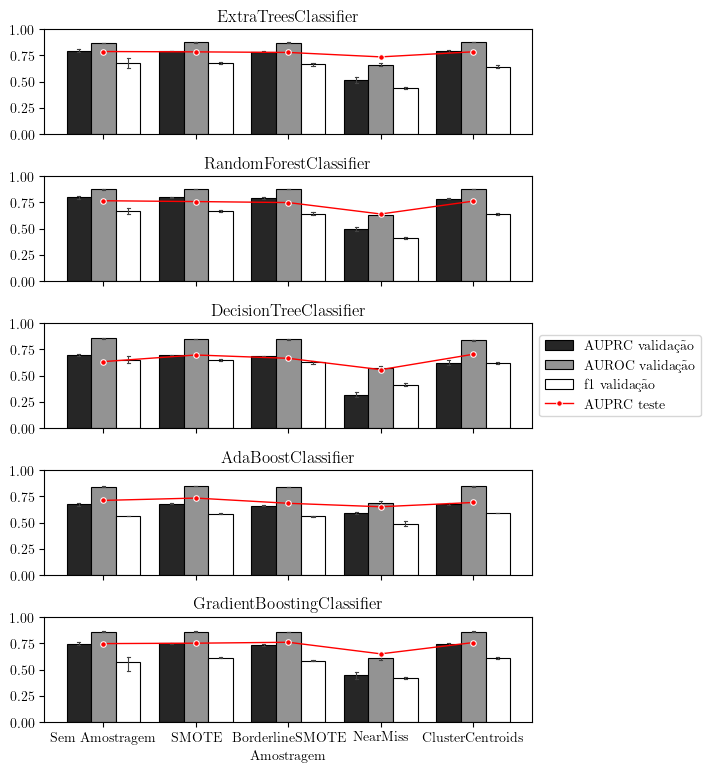 ExtraTreesClassifier
1.00
0.75
0.50
0.25
0.00
RandomForestClassifier
1.00
0.75
0.50
0.25
0.00
DecisionTreeClassifier
1.00
0.75
0.50
0.25
0.00
AUPRC validação
AUROC validação
f1 validação
AUPRC teste
AdaBoostClassifier
1.00
0.75
0.50
0.25
0.00
GradientBoostingClassifier
1.00
0.75
0.50
0.25
0.00
Sem Amostragem SMOTE BorderlineSMOTE NearMiss ClusterCentroids
Amostragem